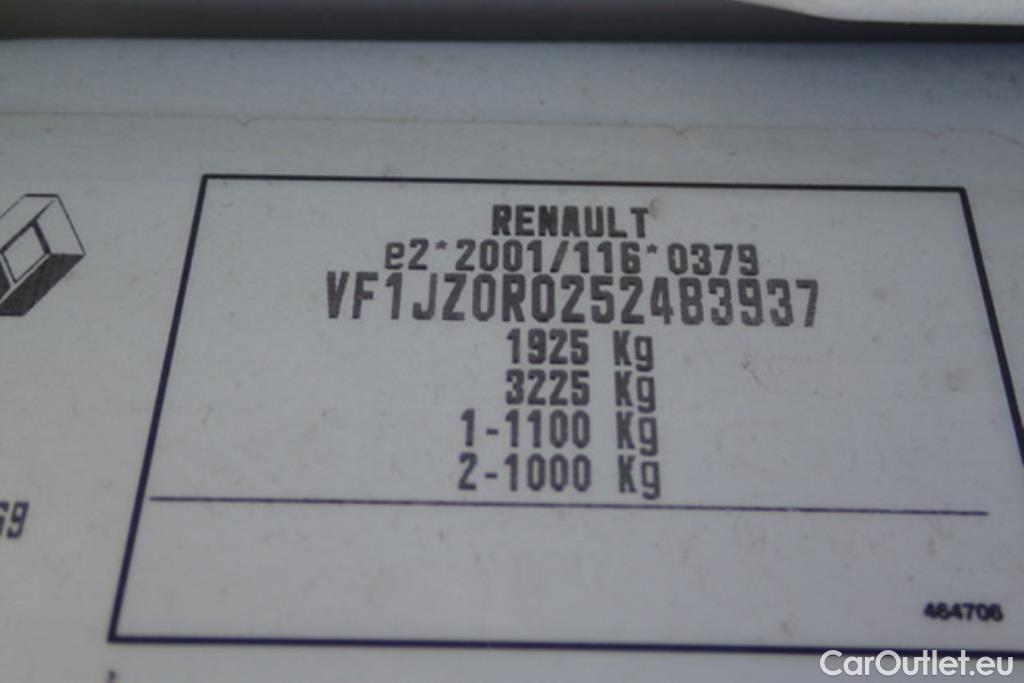 RENAULT
e2*2001/116*0379
VF1JZ0R0252483937
1925 Kg
3225 Kg
1-1100 Kg
2-1000 Kg
69
464706
CarOutlet.eu